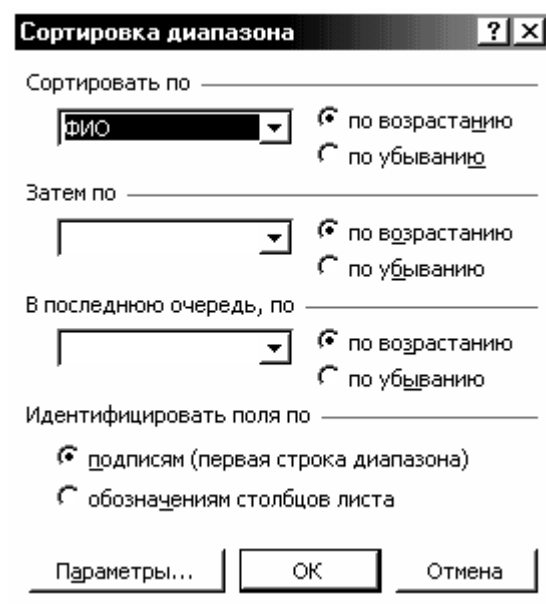 Сортировка диапазона ? ×
Сортировать по
ФИО
по возрастанию
по убыванию
Затем по
по возрастанию
по убыванию
В последнюю очередь, по
по возрастанию
по убыванию
Идентифицировать поля по
подписям (первая строка диапазона)
обозначениям столбцов листа
Параметры... ОК Отмена